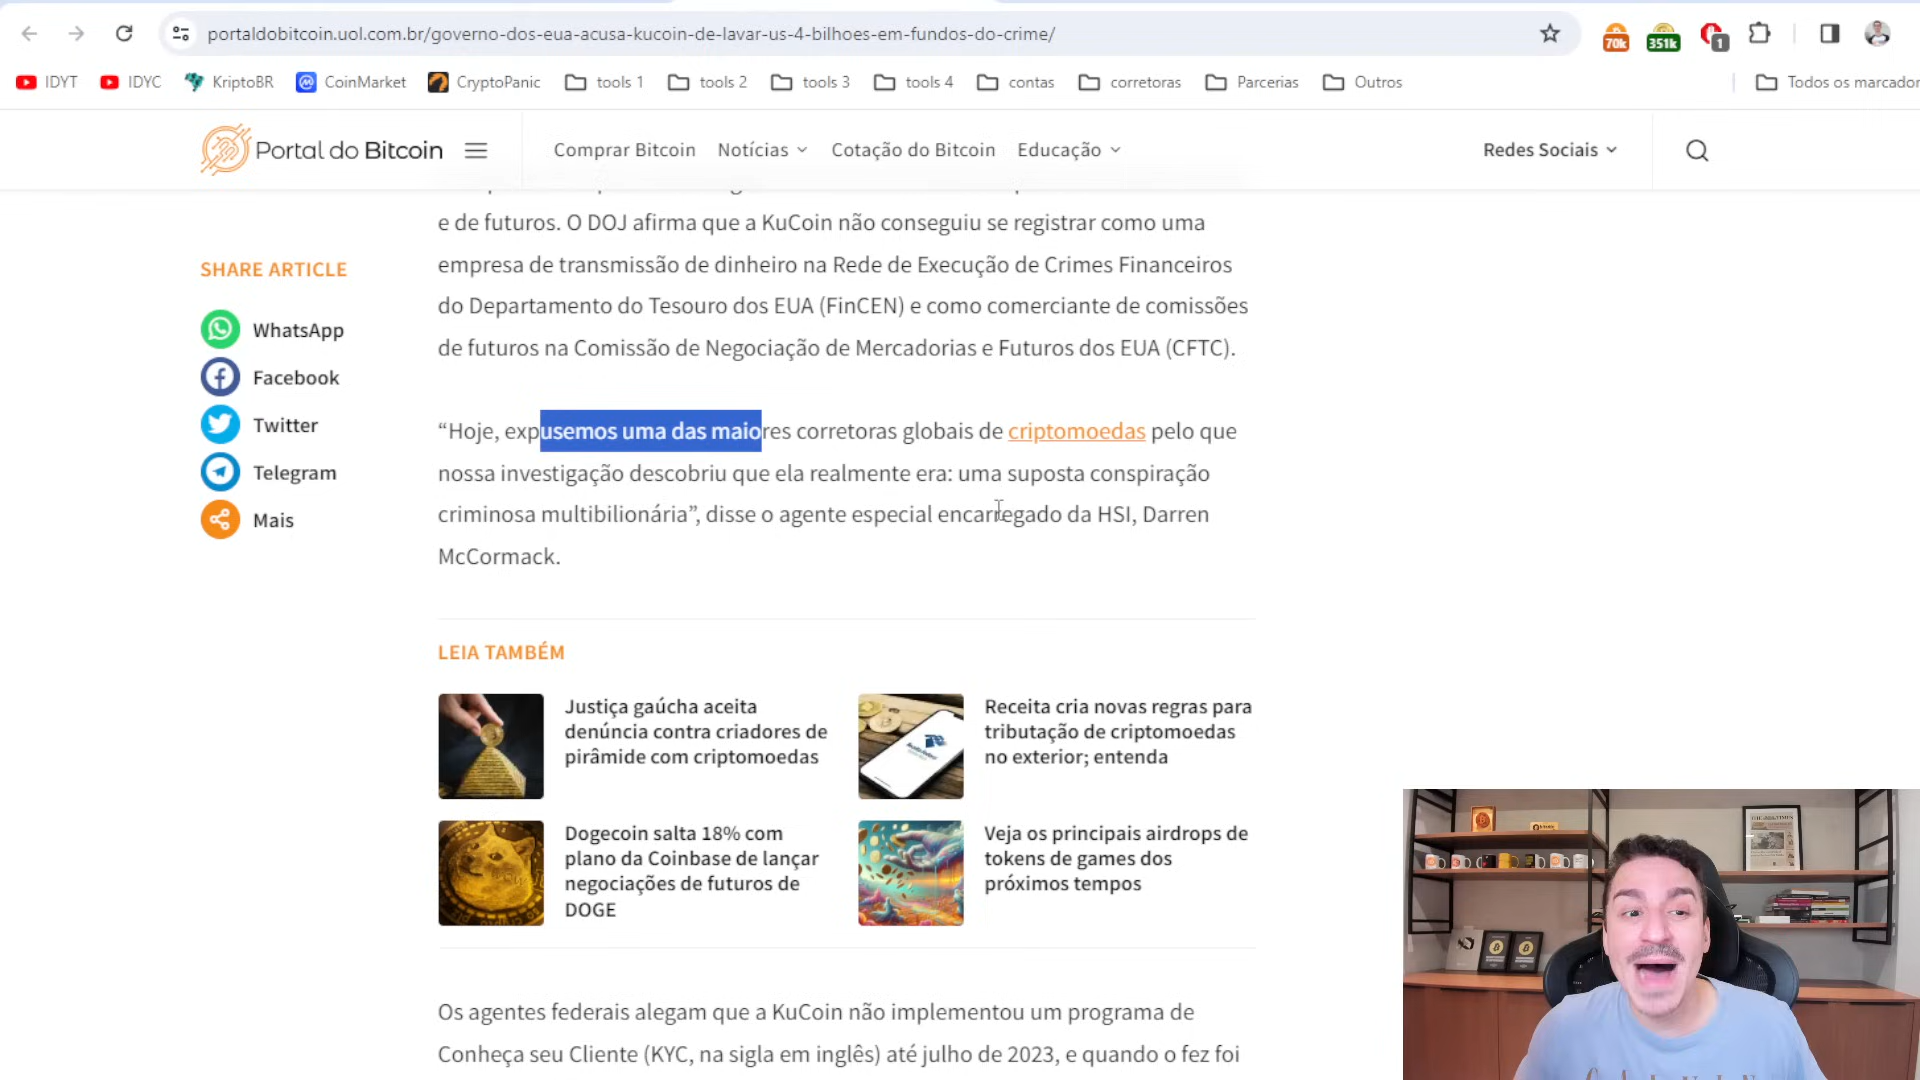 portaldobitcoin.uol.com.br/governo-dos-eua-acusa-kucoin-de-lavar-us-4-bilhoes-em-fundos-do-crime/
70k
351k
1
IDYT
IDYC
KriptoBR
CoinMarket
CryptoPanic
tools 1
tools 2
tools 3
tools 4
contas
corretoras
Parcerias
Outros
Todos os marcador
Portal do Bitcoin
Comprar Bitcoin
Notícias
Cotação do Bitcoin
Educação
Redes Sociais
SHARE ARTICLE
WhatsApp
Facebook
Twitter
Telegram
Mais
e de futuros. O DOJ afirma que a KuCoin não conseguiu se registrar como uma
empresa de transmissão de dinheiro na Rede de Execução de Crimes Financeiros
do Departamento do Tesouro dos EUA (FinCEN) e como comerciante de comissões
de futuros na Comissão de Negociação de Mercadorias e Futuros dos EUA (CFTC).
“Hoje, expusemos uma das maiores corretoras globais de criptomoedas pelo que
nossa investigação descobriu que ela realmente era: uma suposta conspiração
criminosa multibilionária”, disse o agente especial encarregado da HSI, Darren
McCormack.
LEIA TAMBÉM
Justiça gaúcha aceita
denúncia contra criadores de
pirâmide com criptomoedas
Receita cria novas regras para
tributação de criptomoedas
no exterior; entenda
Dogecoin salta 18% com
plano da Coinbase de lançar
negociações de futuros de
DOGE
Veja os principais airdrops de
tokens de games dos
próximos tempos
Os agentes federais alegam que a KuCoin não implementou um programa de
Conheça seu Cliente (KYC, na sigla em inglês) até julho de 2023, e quando o fez foi